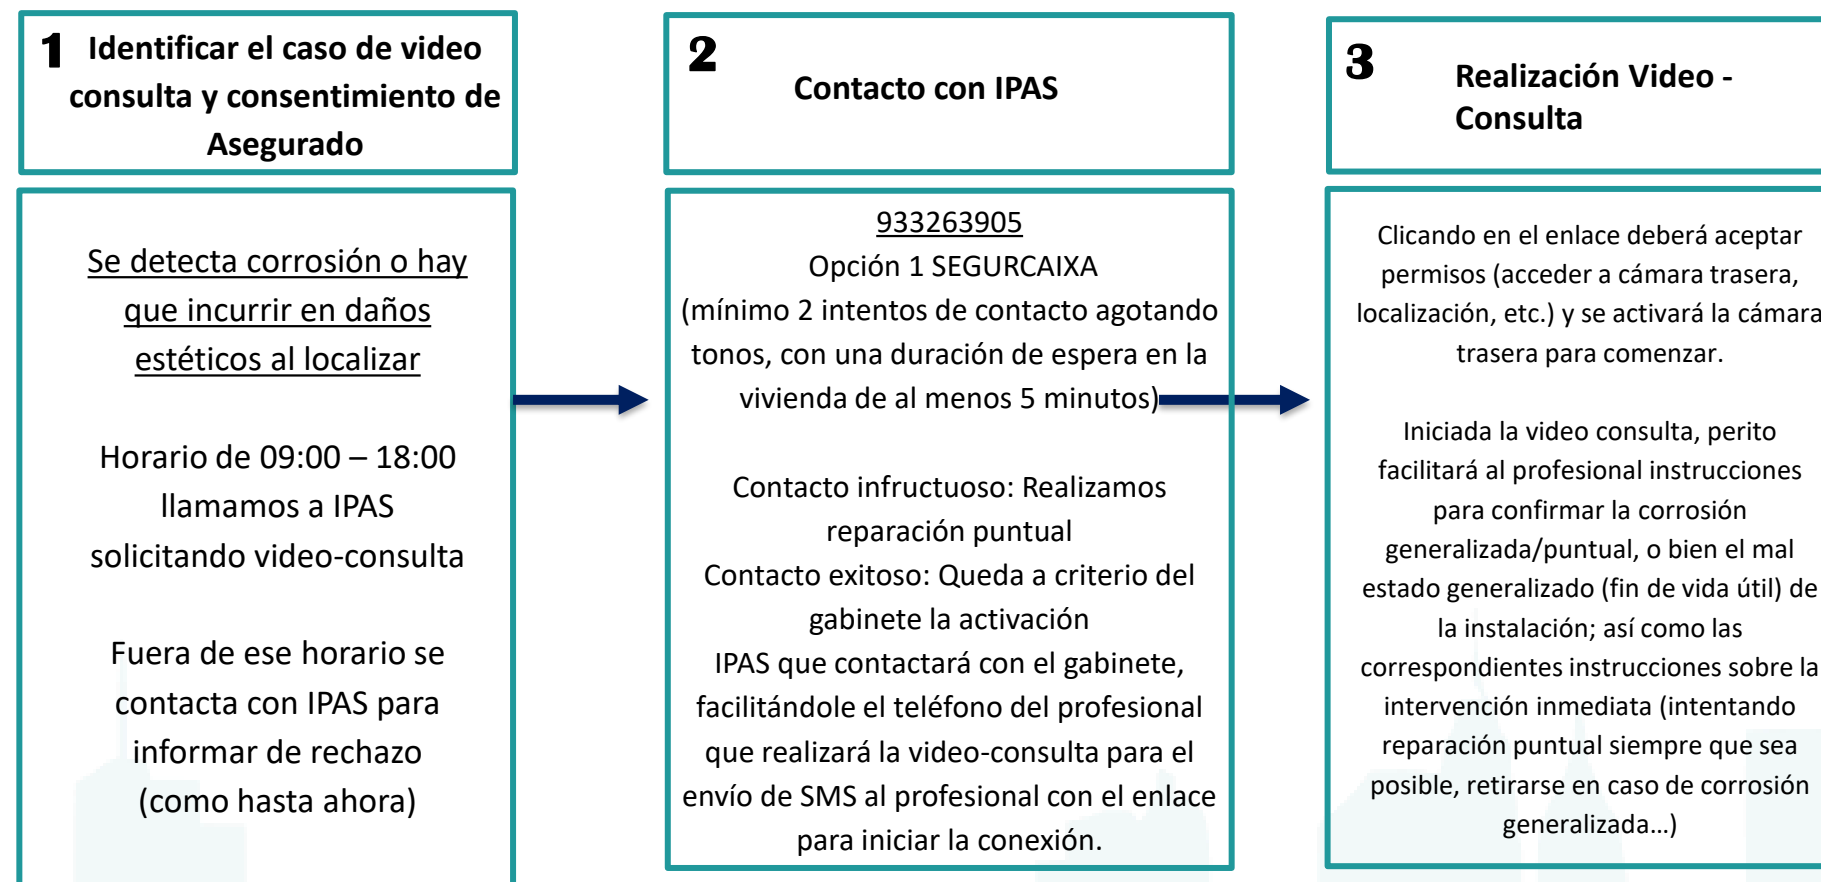 1 Identificar el caso de video
consulta y consentimiento de
Asegurado
Se detecta corrosión o hay
que incurrir en daños
estéticos al localizar
Horario de 09:00 – 18:00
llamamos a IPAS
solicitando video-consulta
Fuera de ese horario se
contacta con IPAS para
informar de rechazo
(como hasta ahora)
2
Contacto con IPAS
933263905
Opción 1 SEGURCAIXA
(mínimo 2 intentos de contacto agotando
tonos, con una duración de espera en la
vivienda de al menos 5 minutos)
Contacto infructuoso: Realizamos
reparación puntual
Contacto exitoso: Queda a criterio del
gabinete la activación
IPAS que contactará con el gabinete,
facilitándole el teléfono del profesional
que realizará la video-consulta para el
envío de SMS al profesional con el enlace
para iniciar la conexión.
3
Realización Video -
Consulta
Clicando en el enlace deberá aceptar
permisos (acceder a cámara trasera,
localización, etc.) y se activará la cámara
trasera para comenzar.
Iniciada la video consulta, perito
facilitará al profesional instrucciones
para confirmar la corrosión
generalizada/puntual, o bien el mal
estado generalizado (fin de vida útil) de
la instalación; así como las
correspondientes instrucciones sobre la
intervención inmediata (intentando
reparación puntual siempre que sea
posible, retirarse en caso de corrosión
generalizada…)